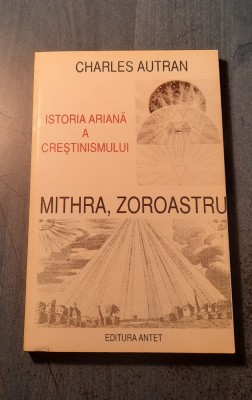 CHARLES AUTRAN
ISTORIA ARIANĂ
A
CREȘTINISMULUI
MITHRA, ZOROASTRU
EDITURA ANTET